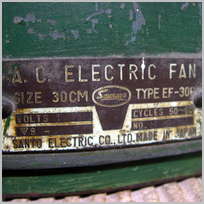 A.C. ELECTRIC FAN
SIZE 30CM TYPE EF-30
VOLTS CYCLES 50
NO.
SANYO ELECTRIC CO., LTD. MADE IN JAPAN